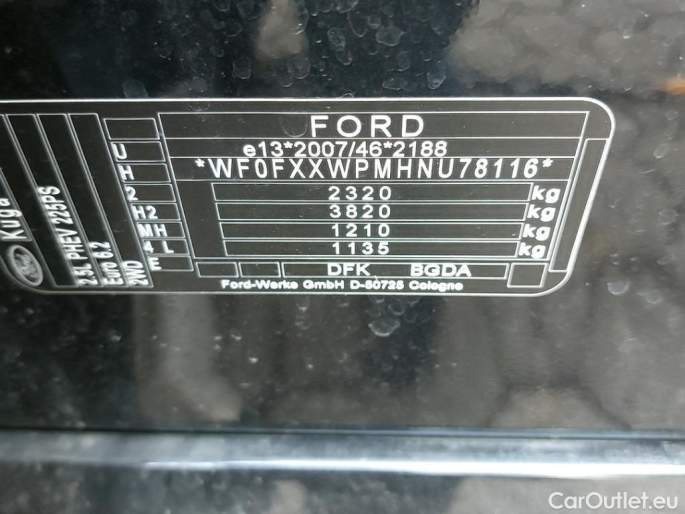 FORD
U e13*2007/46*2188
H *WF0FXXWPMHNU78116*
2 2320 kg
H2 3820 kg
MH 1210 kg
4 L 1135 kg
E DFK BGDA
Ford-Werke GmbH D-50725 Cologne
Ford
Kuga
2.5L PHEV 225PS
Euro 6.2
2WD
CarOutlet.eu